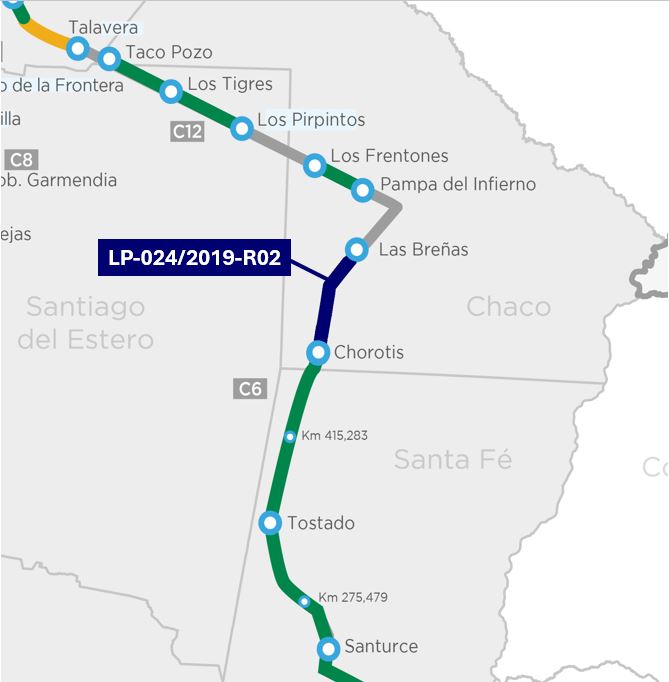 Talavera
Taco Pozo
o de la Frontera
Los Tigres
illa
Los Pirpintos
C12
C8
Los Frentones
ob. Garmendia
Pampa del Infierno
ejas
Las Breñas
LP-024/2019-R02
Santiago
del Estero
Chaco
Chorotis
C6
Km 415,283
Santa Fé
Co
Tostado
Km 275,479
Santurce